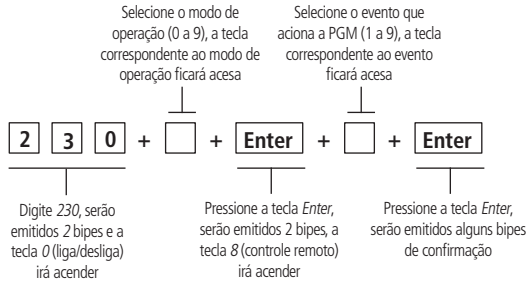 Selecione o modo de
operação (0 a 9), a tecla
correspondente ao modo de
operação ficará acesa
Selecione o evento que
aciona a PGM (1 a 9), a tecla
correspondente ao evento
ficará acesa
2 3 0 + + Enter + + Enter
Digite 230, serão
emitidos 2 bipes e a
tecla 0 (liga/desliga)
irá acender
Pressione a tecla Enter,
serão emitidos 2 bipes, a
tecla 8 (controle remoto)
irá acender
Pressione a tecla Enter,
serão emitidos alguns bipes
de confirmação